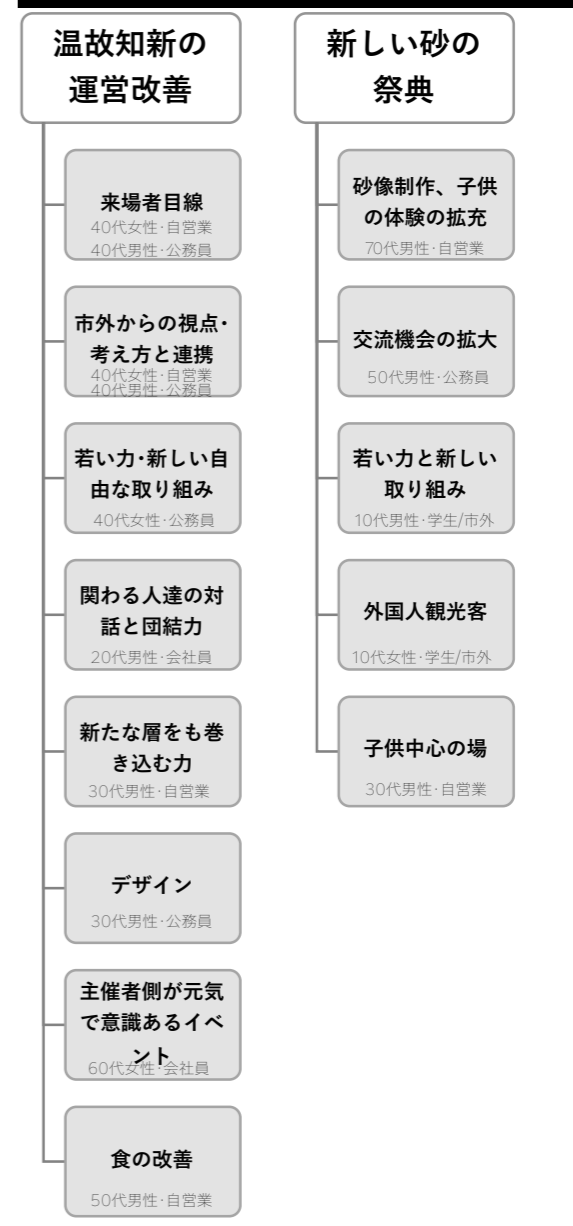 温故知新の
運営改善
来場者目線
40代女性·自営業
40代男性·公務員
市外からの視点·
考え方と連携
40代女性·自営業
40代男性·公務員
若い力·新しい自
由な取り組み
40代女性·公務員
関わる人達の対
話と団結力
20代男性·会社員
新たな層をも巻
き込む力
30代男性·自営業
デザイン
30代男性·公務員
主催者側が元気
で意識あるイベ
ント
60代女性·会社員
食の改善
50代男性·自営業
新しい砂の
祭典
砂像制作、子供
の体験の拡充
70代男性·自営業
交流機会の拡大
50代男性·公務員
若い力と新しい
取り組み
10代男性·学生/市外
外国人観光客
10代女性·学生/市外
子供中心の場
30代男性·自営業